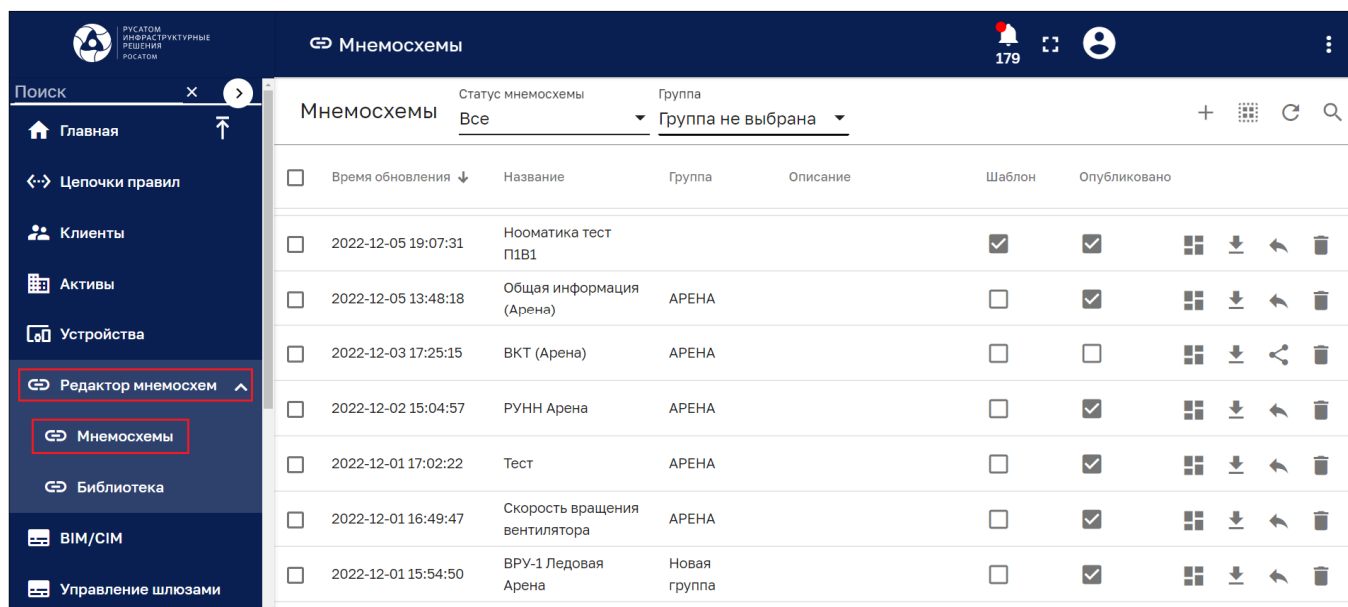 РУСАТОМ
ИНФРАСТРУКТУРНЫЕ
РЕШЕНИЯ
РОСАТОМ
Мнемосхемы
179
Поиск
Главная
Цепочки правил
Клиенты
Активы
Устройства
Редактор мнемосхем
Мнемосхемы
Библиотека
BIM/CIM
Управление шлюзами
Мнемосхемы
Статус мнемосхемы
Все
Группа
Группа не выбрана
Время обновления Название Группа Описание Шаблон Опубликовано
2022-12-05 19:07:31 Нооматика тест
П1В1
2022-12-05 13:48:18 Общая информация
(Арена) АРЕНА
2022-12-03 17:25:15 ВКТ (Арена) АРЕНА
2022-12-02 15:04:57 РУНН Арена АРЕНА
2022-12-01 17:02:22 Тест АРЕНА
2022-12-01 16:49:47 Скорость вращения
вентилятора АРЕНА
2022-12-01 15:54:50 ВРУ-1 Ледовая
Арена Новая
группа